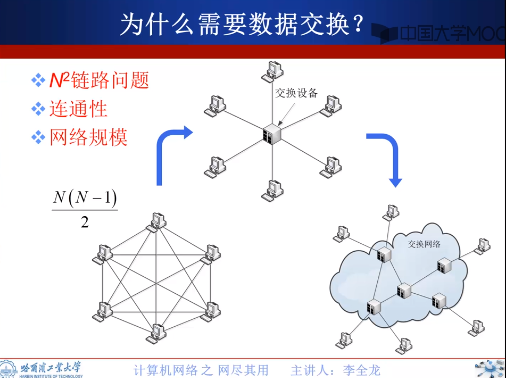 为什么需要数据交换？
中国大学MOOC
N²链路问题
连通性
网络规模
交换设备
N(N-1)
2
交换网络
哈尔滨工业大学
HARBIN INSTITUTE OF TECHNOLOGY
计算机网络 之 网尽其用 主讲人：李全龙